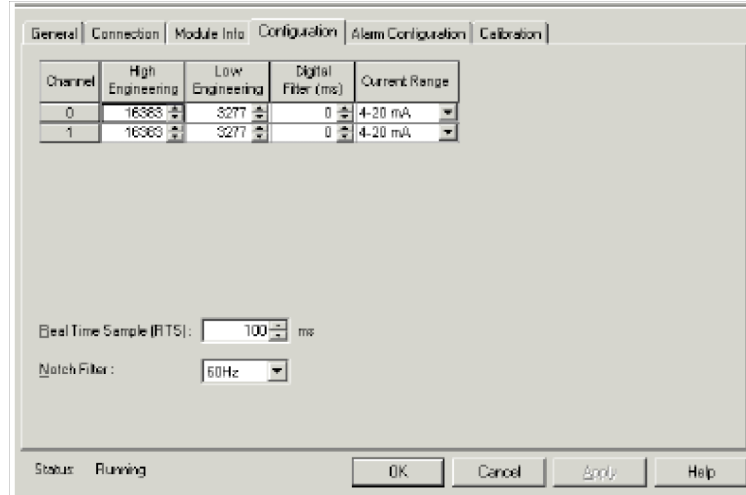 General Connection Module Info Configuration Alarm Configuration Calibration
Channel High Engineering Low Engineering Digital Filter (ms) Current Range
0 16383 3277 0 4-20 mA
1 16383 3277 0 4-20 mA
Real Time Sample (RTS): 100 ms
Notch Filter: 60Hz
Status: Running OK Cancel Apply Help